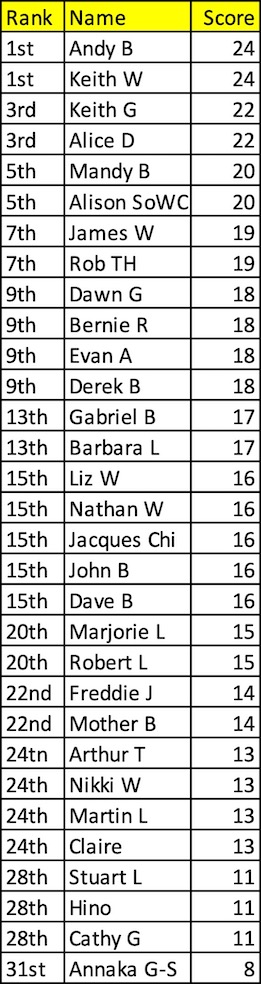 Rank Name Score
1st Andy B 24
1st Keith W 24
3rd Keith G 22
3rd Alice D 22
5th Mandy B 20
5th Alison SoWC 20
7th James W 19
7th Rob TH 19
9th Dawn G 18
9th Bernie R 18
9th Evan A 18
9th Derek B 18
13th Gabriel B 17
13th Barbara L 17
15th Liz W 16
15th Nathan W 16
15th Jacques Chi 16
15th John B 16
15th Dave B 16
20th Marjorie L 15
20th Robert L 15
22nd Freddie J 14
22nd Mother B 14
24tn Arthur T 13
24th Nikki W 13
24th Martin L 13
24th Claire 13
28th Stuart L 11
28th Hino 11
28th Cathy G 11
31st Annaka G-S 8